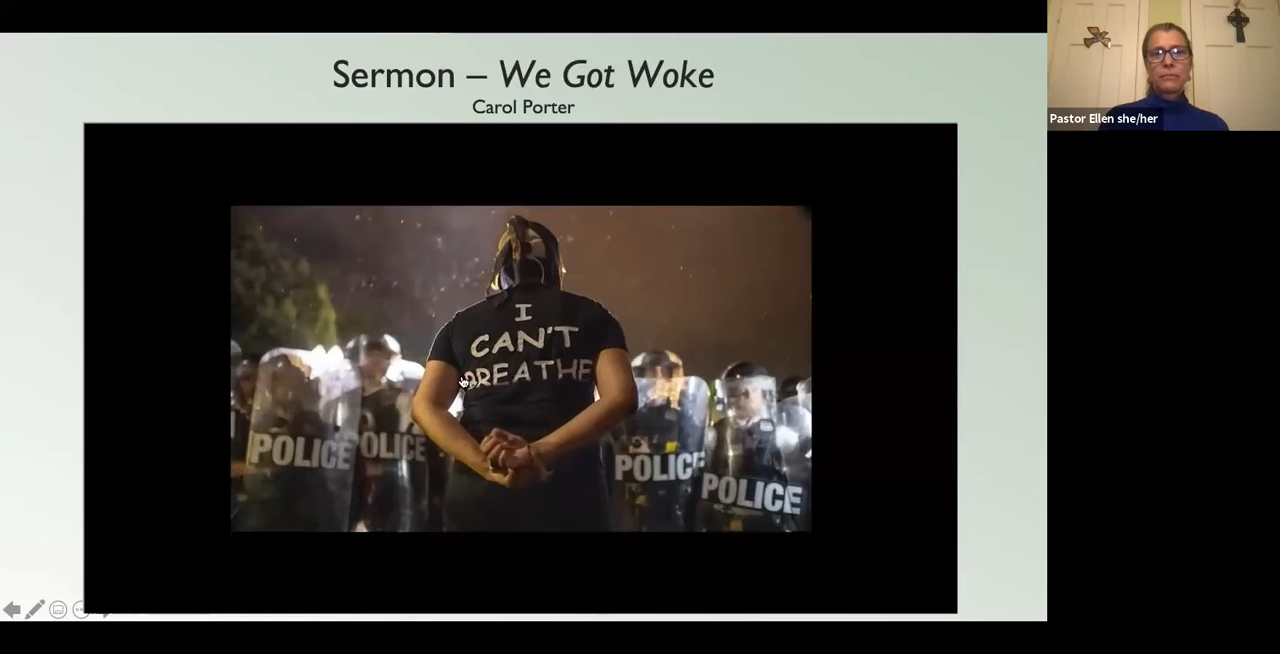 Sermon – We Got Woke
Carol Porter
Pastor Ellen she/her
I
CAN'T
BREATHE
POLICE
POLICE
POLICE
POLICE